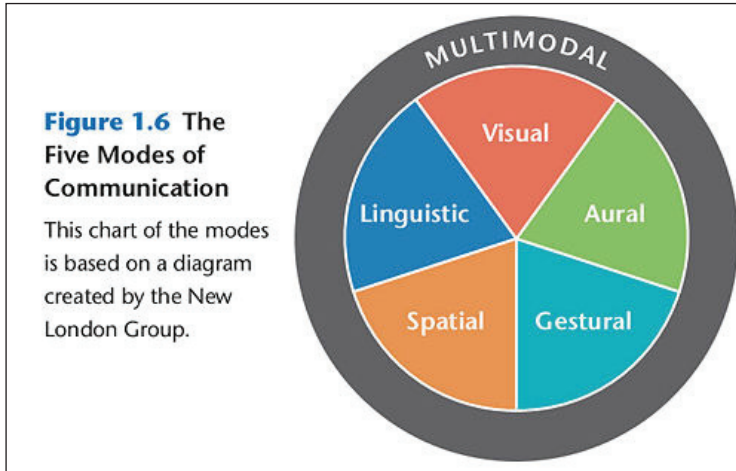 Figure 1.6 The
Five Modes of
Communication
This chart of the modes
is based on a diagram
created by the New
London Group.
MULTIMODAL
Visual
Linguistic
Aural
Spatial
Gestural